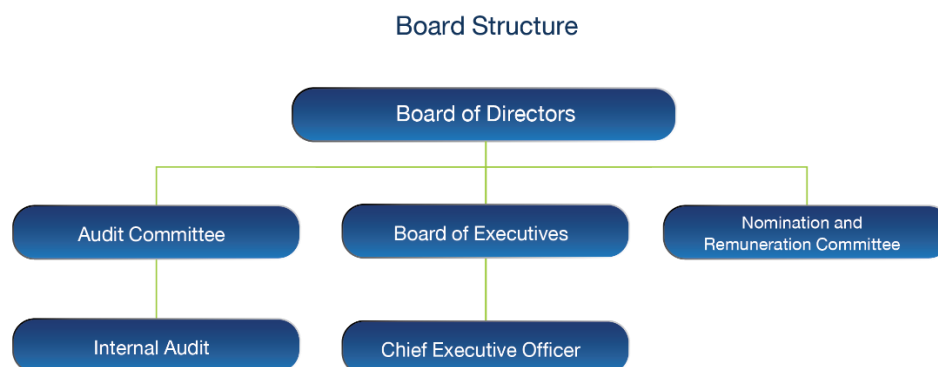 Board Structure
Board of Directors
Audit Committee
Board of Executives
Nomination and
Remuneration Committee
Internal Audit
Chief Executive Officer